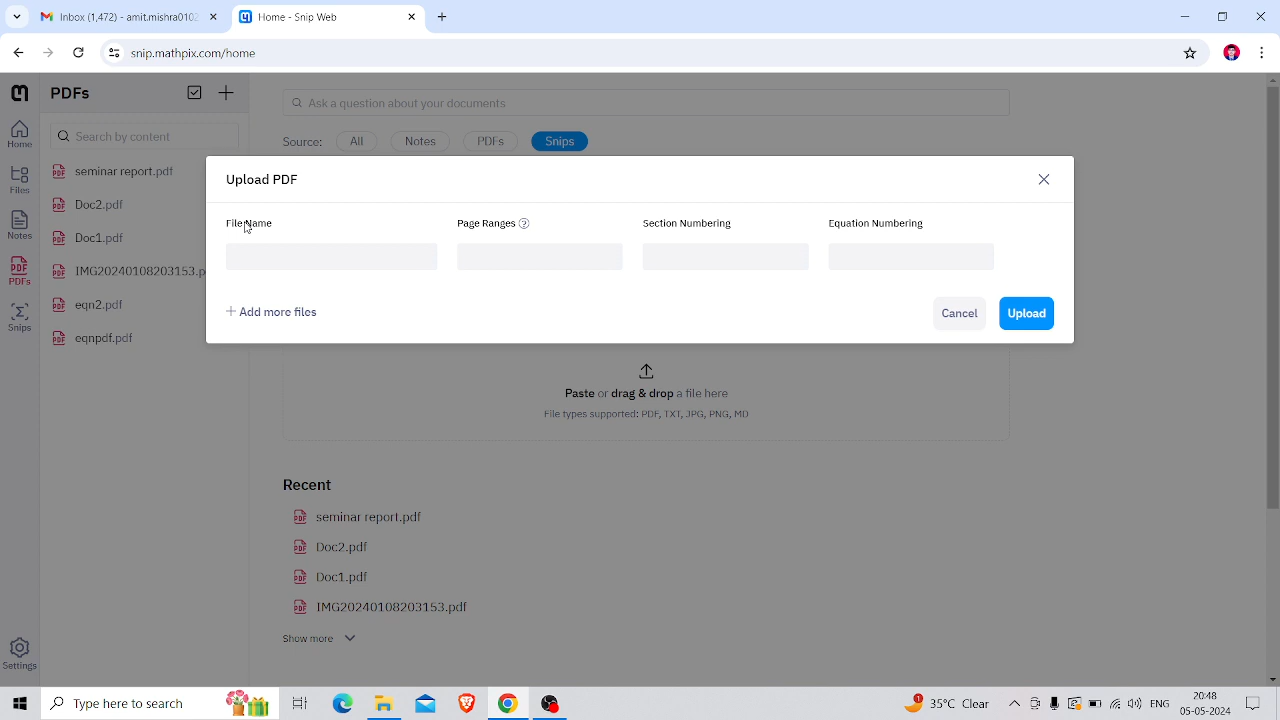 Inbox (1,472) - amitmishra0102
Home - Snip Web
snip.mathpix.com/home
PDFs
Ask a question about your documents
Home
Search by content
Source:
All
Notes
PDFs
Snips
seminar report.pdf
Upload PDF
Files
Doc2.pdf
File Name
Page Ranges ?
Section Numbering
Equation Numbering
Notes
Doc1.pdf
PDFs
IMG20240108203153.p
eqn2.pdf
+ Add more files
Cancel
Upload
Snips
eqnpdf.pdf
Paste or drag & drop a file here
File types supported: PDF, TXT, JPG, PNG, MD
Recent
seminar report.pdf
Doc2.pdf
Doc1.pdf
IMG20240108203153.pdf
Show more
Settings
Type here to search
1
35°C Clear
ENG
20:48
05-05-2024